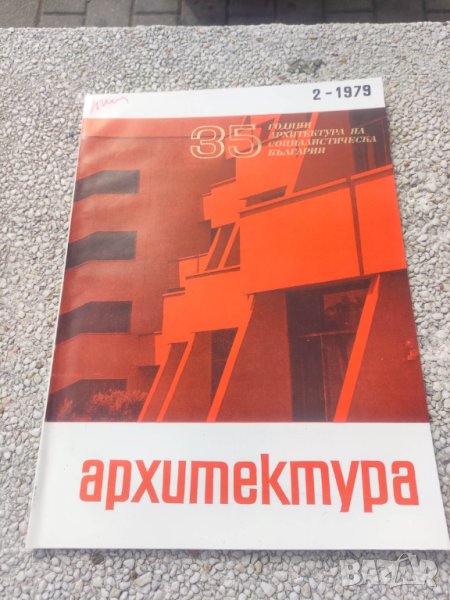 2-1979
35
ГОДИНИ
АРХИТЕКТУРА НА
СОЦИАЛИСТИЧЕСКА
БЪЛГАРИЯ
архитектура